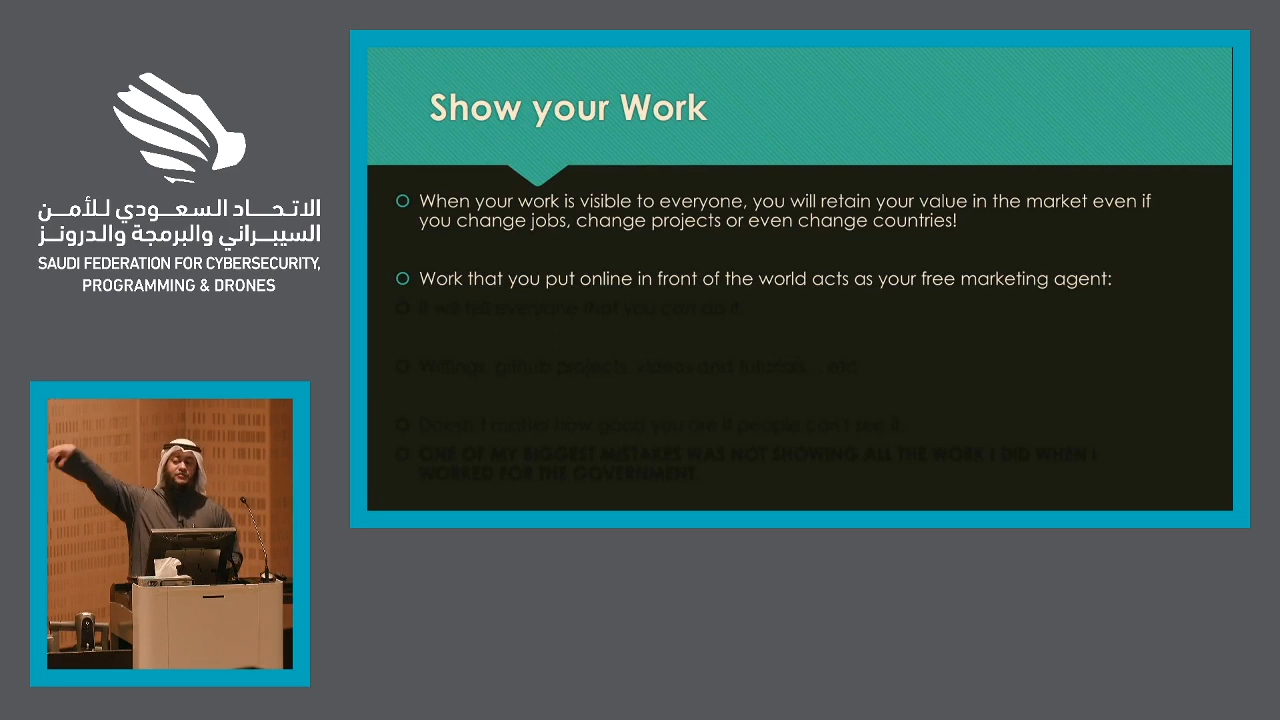 الاتحاد السعودي للأمن
السيبراني والبرمجة والدرونز
SAUDI FEDERATION FOR CYBERSECURITY,
PROGRAMMING & DRONES
Show your Work
When your work is visible to everyone, you will retain your value in the market even if
you change jobs, change projects or even change countries!
Work that you put online in front of the world acts as your free marketing agent:
It will tell everyone that you can do it.
Writings, github projects, videos and tutorials... etc
Doesn't matter how good you are if people can't see it.
ONE OF MY BIGGEST MISTAKES WAS NOT SHOWING ALL THE WORK I DID WHEN I
WORKED FOR THE GOVERNMENT.